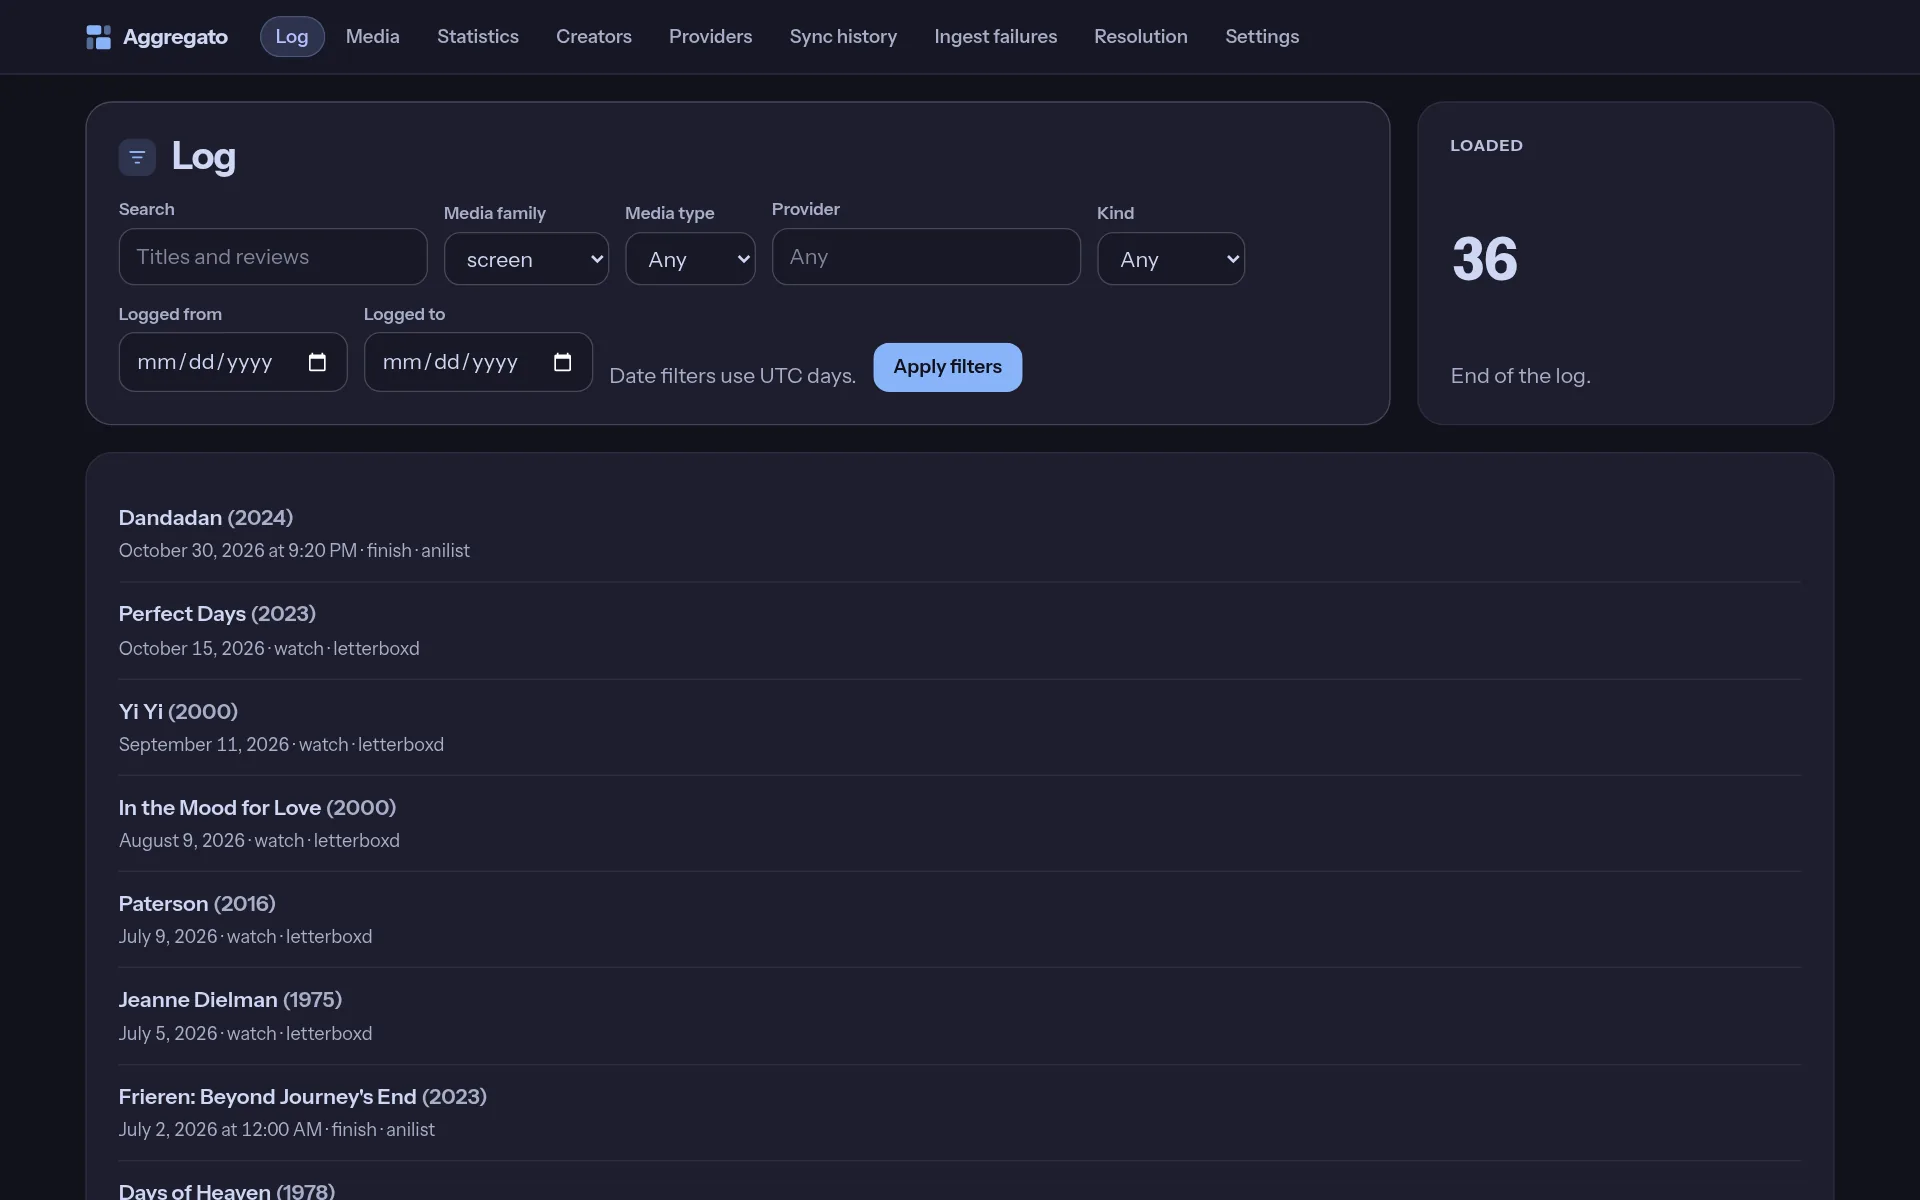 Aggregato
Log
Media
Statistics
Creators
Providers
Sync history
Ingest failures
Resolution
Settings
Log
Search
Titles and reviews
Media family
screen
Media type
Any
Provider
Any
Kind
Any
Logged from
mm/dd/yyyy
Logged to
mm/dd/yyyy
Date filters use UTC days.
Apply filters
LOADED
36
End of the log.
Dandadan (2024)
October 30, 2026 at 9:20 PM · finish · anilist
Perfect Days (2023)
October 15, 2026 · watch · letterboxd
Yi Yi (2000)
September 11, 2026 · watch · letterboxd
In the Mood for Love (2000)
August 9, 2026 · watch · letterboxd
Paterson (2016)
July 9, 2026 · watch · letterboxd
Jeanne Dielman (1975)
July 5, 2026 · watch · letterboxd
Frieren: Beyond Journey's End (2023)
July 2, 2026 at 12:00 AM · finish · anilist
Days of Heaven (1978)